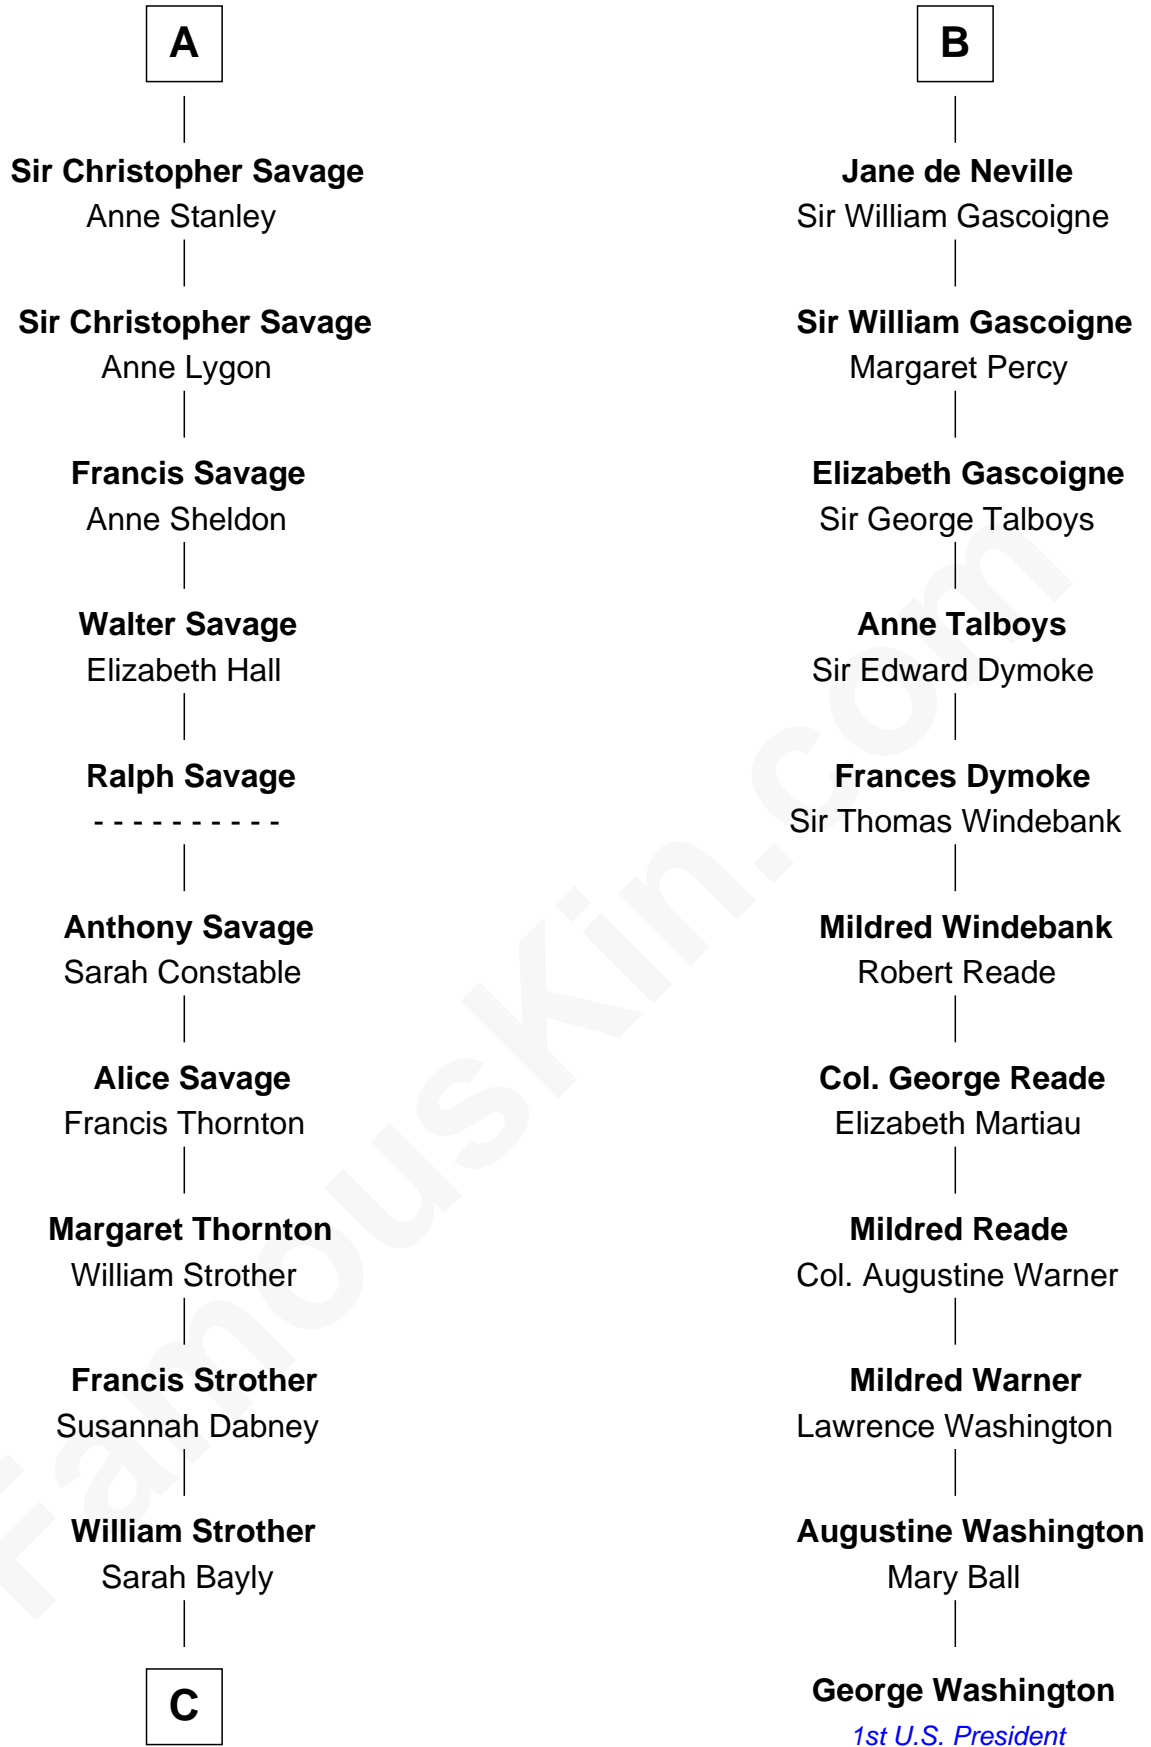 A
Sir Christopher Savage
Anne Stanley
Sir Christopher Savage
Anne Lygon
Francis Savage
Anne Sheldon
Walter Savage
Elizabeth Hall
Ralph Savage
- - - - - - - - - -
Anthony Savage
Sarah Constable
Alice Savage
Francis Thornton
Margaret Thornton
William Strother
Francis Strother
Susannah Dabney
William Strother
Sarah Bayly
C
B
Jane de Neville
Sir William Gascoigne
Sir William Gascoigne
Margaret Percy
Elizabeth Gascoigne
Sir George Talboys
Anne Talboys
Sir Edward Dymoke
Frances Dymoke
Sir Thomas Windebank
Mildred Windebank
Robert Reade
Col. George Reade
Elizabeth Martiau
Mildred Reade
Col. Augustine Warner
Mildred Warner
Lawrence Washington
Augustine Washington
Mary Ball
George Washington
1st U.S. President
FamousKin.com